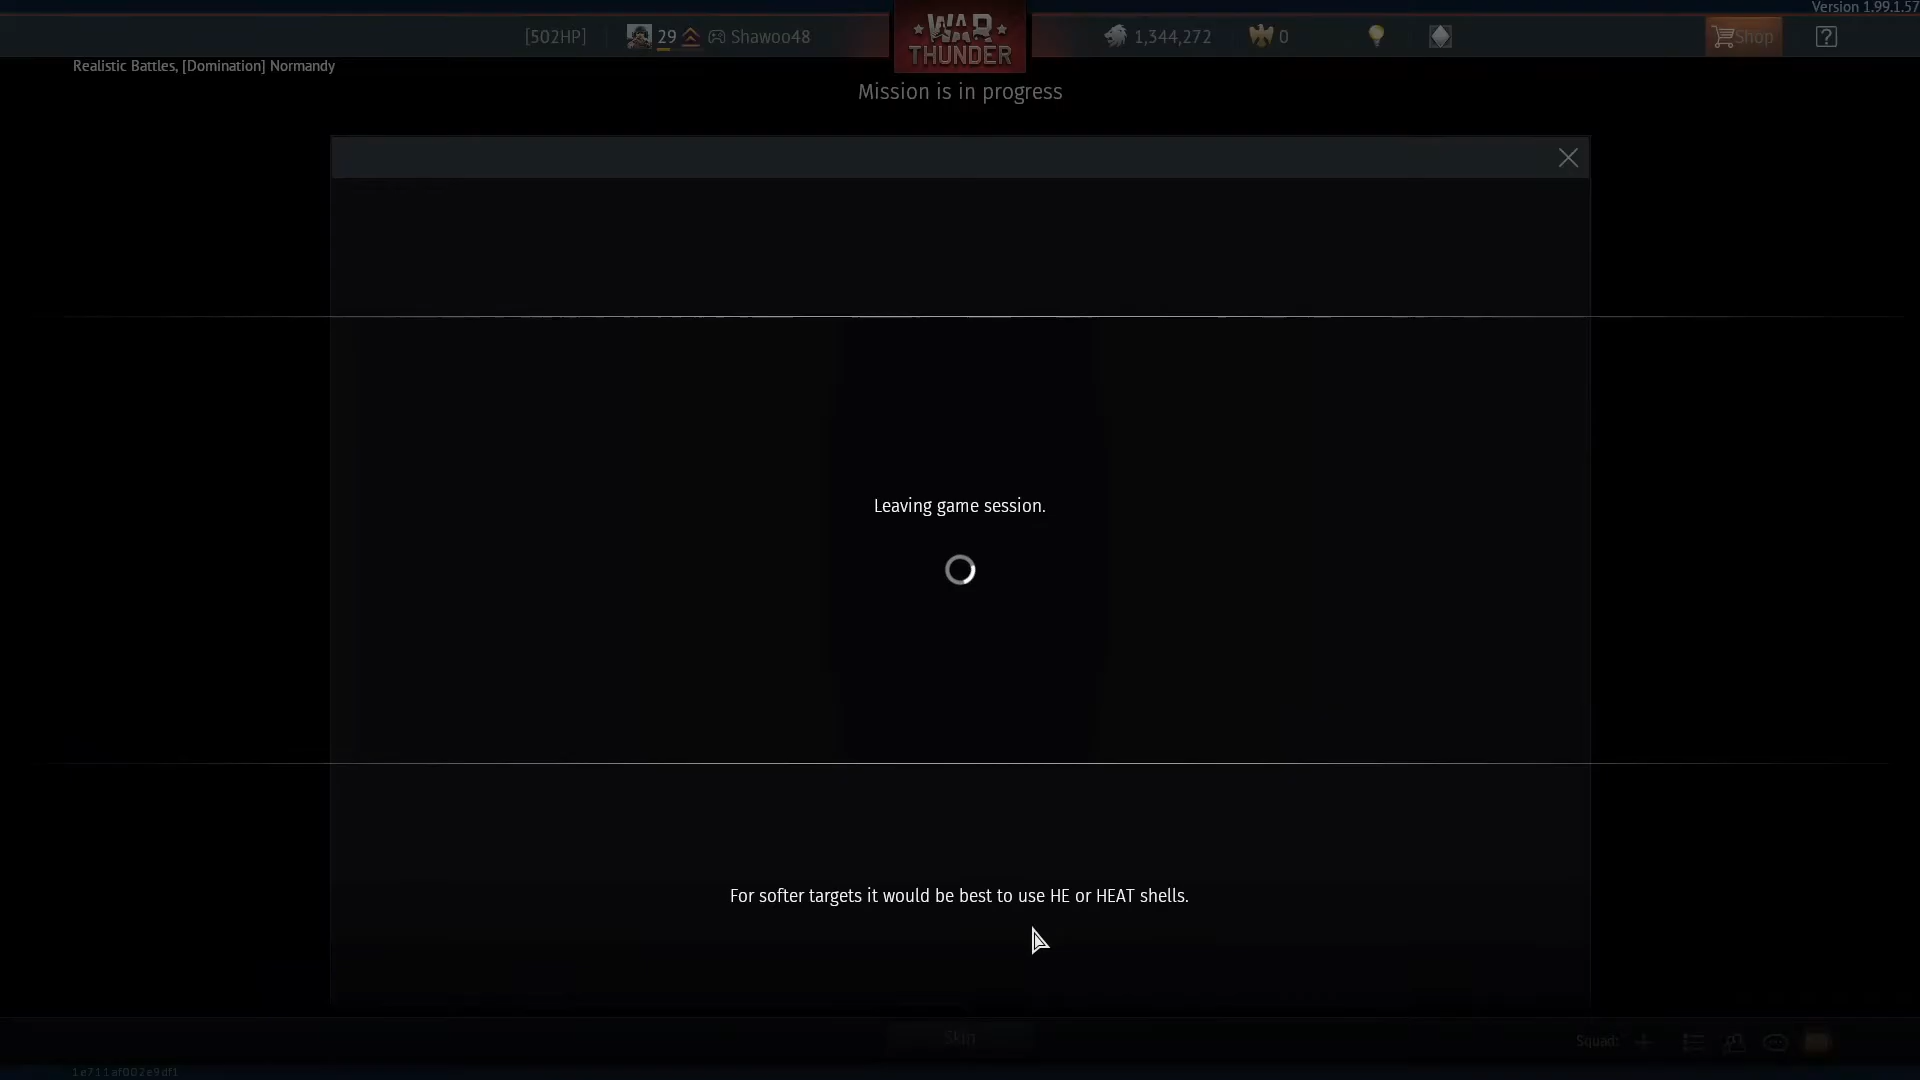 Version 1.99.1.57
[502HP] 29 Shawoo48 WAR THUNDER 1,344,272 0 Shop ?
Realistic Battles, [Domination] Normandy
Mission is in progress
Leaving game session.
For softer targets it would be best to use HE or HEAT shells.
Skin
Squad:
1e711af002e9df1